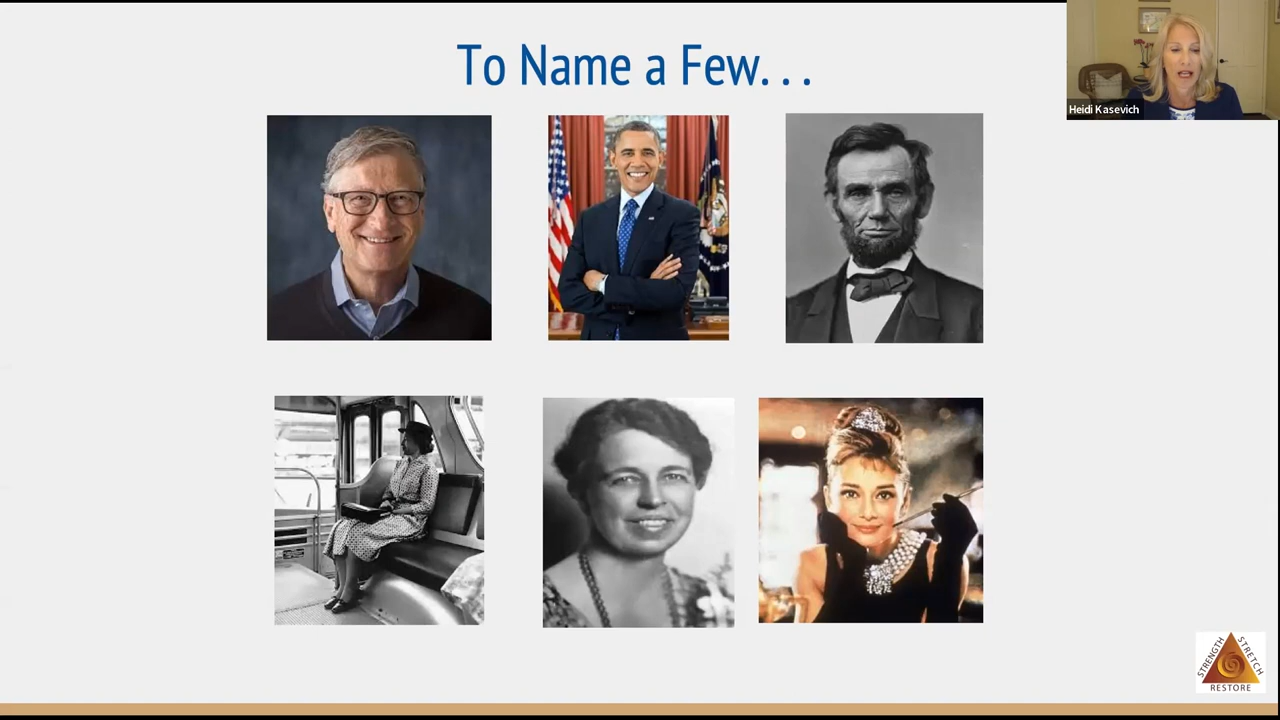 To Name a Few. . .
Heidi Kasevich
STRENGTH
STRETCH
RESTORE